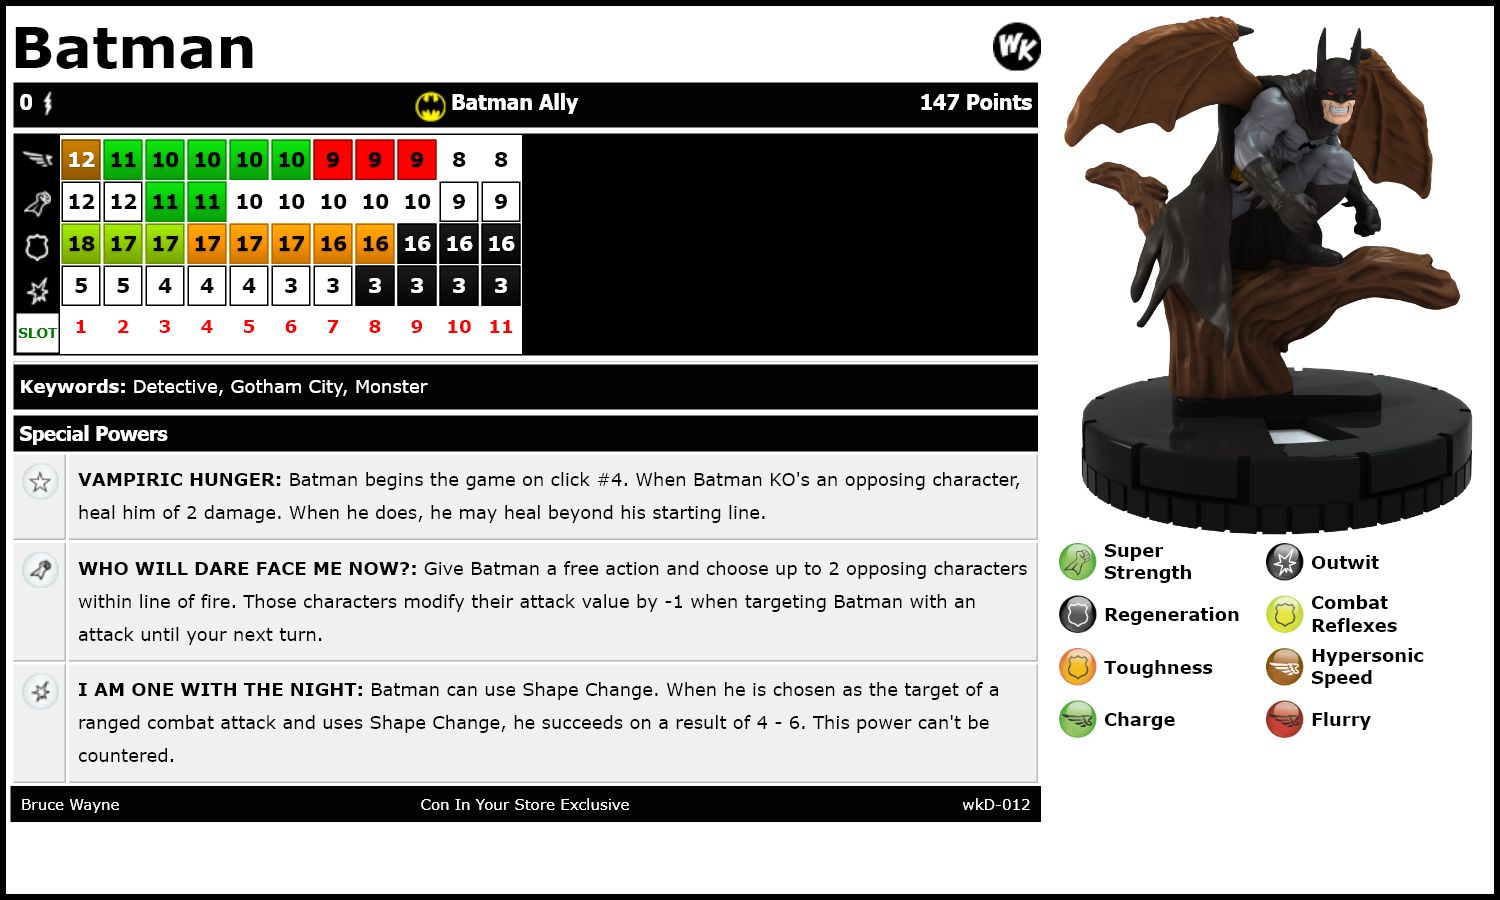 Batman
WK
0 Batman Ally 147 Points
12 11 10 10 10 10 9 9 9 8 8
12 12 11 11 10 10 10 10 10 9 9
18 17 17 17 17 17 16 16 16 16 16
5 5 4 4 4 3 3 3 3 3 3
SLOT 1 2 3 4 5 6 7 8 9 10 11
Keywords: Detective, Gotham City, Monster
Special Powers
VAMPIRIC HUNGER: Batman begins the game on click #4. When Batman KO's an opposing character,
heal him of 2 damage. When he does, he may heal beyond his starting line.
WHO WILL DARE FACE ME NOW?: Give Batman a free action and choose up to 2 opposing characters
within line of fire. Those characters modify their attack value by -1 when targeting Batman with an
attack until your next turn.
I AM ONE WITH THE NIGHT: Batman can use Shape Change. When he is chosen as the target of a
ranged combat attack and uses Shape Change, he succeeds on a result of 4 - 6. This power can't be
countered.
Bruce Wayne Con In Your Store Exclusive wkD-012
Super
Strength
Outwit
Regeneration
Combat
Reflexes
Toughness
Hypersonic
Speed
Charge
Flurry